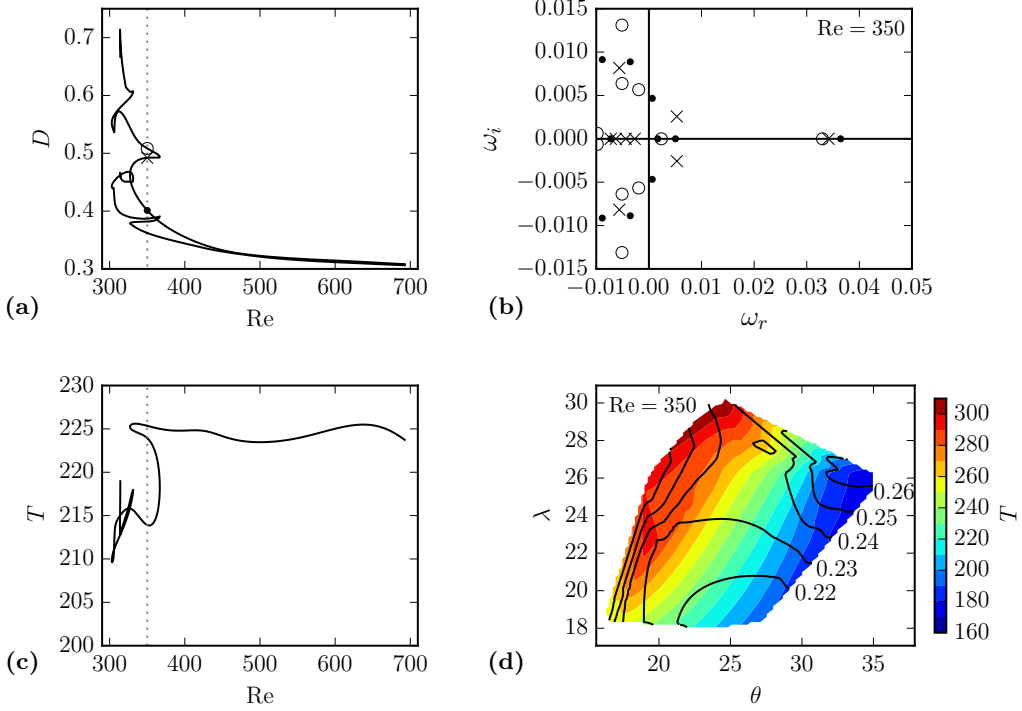 0.7
0.6
0.5
0.4
0.3
D
300 400 500 600 700
Re
(a)
0.015
0.010
0.005
0.000
−0.005
−0.010
−0.015
ω_i
Re = 350
−0.01 0.00 0.01 0.02 0.03 0.04 0.05
ω_r
(b)
230
225
220
215
210
205
200
T
300 400 500 600 700
Re
(c)
30
28
26
24
22
20
18
λ
Re = 350
0.26
0.25
0.24
0.23
0.22
20 25 30 35
θ
(d)
300
280
260
240
220
200
180
160
T